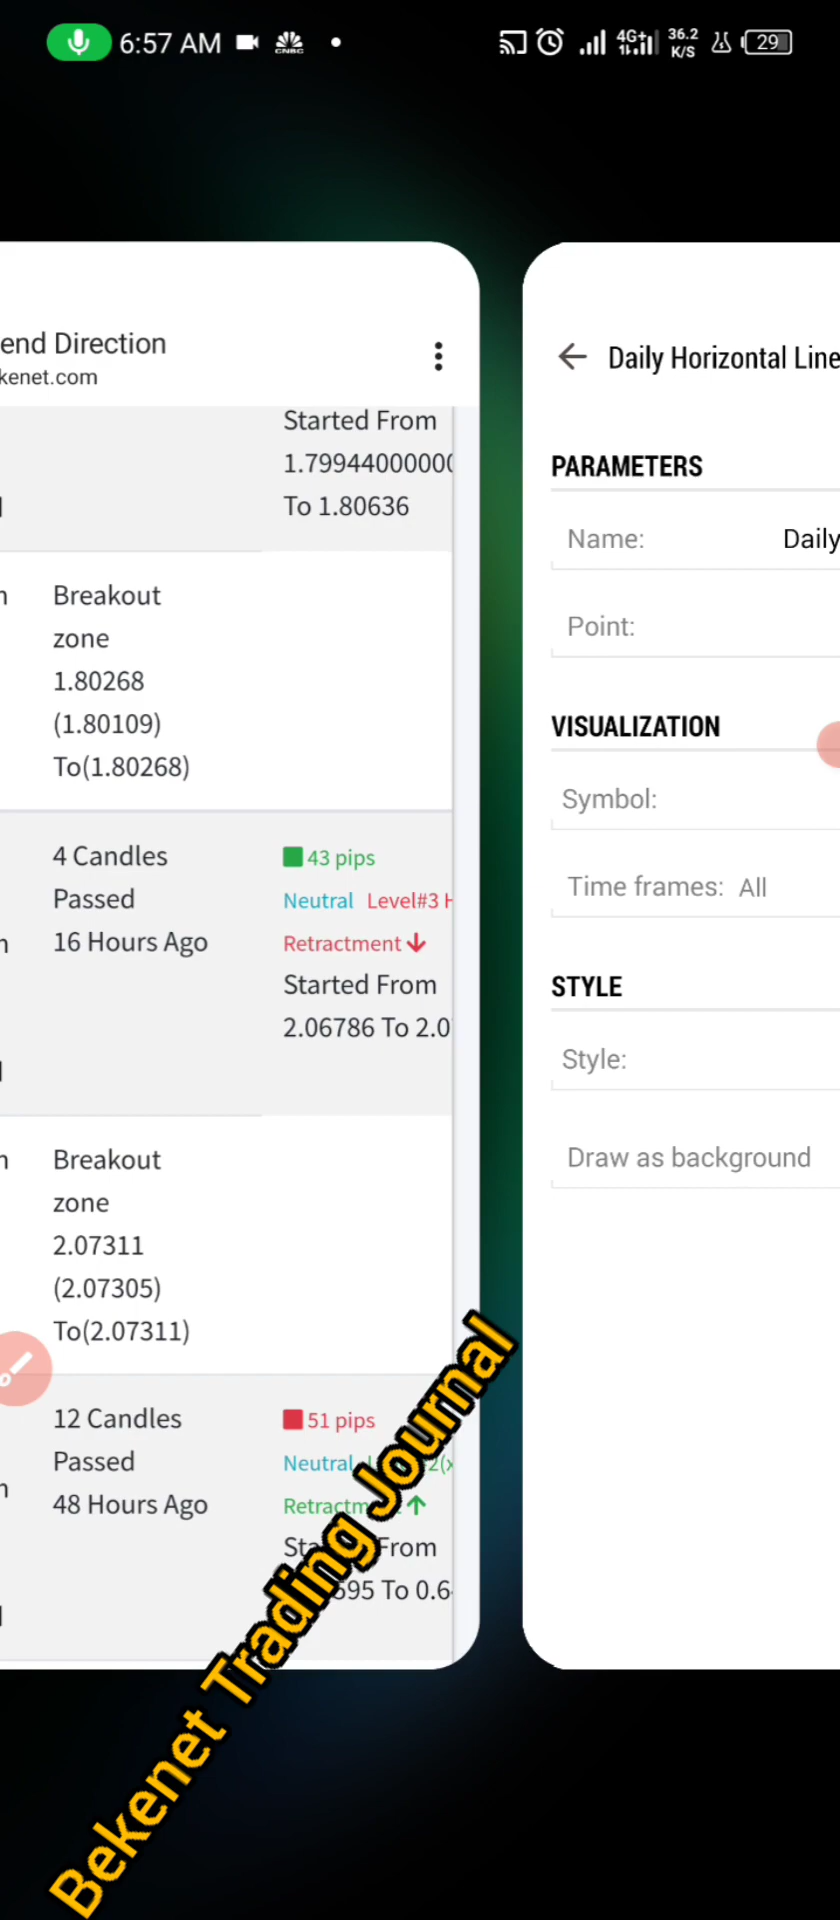 6:57 AM
CNBC
4G+
36.2
K/S
29
end Direction
kenet.com
Started From
1.7994400000
To 1.80636
Breakout
zone
1.80268
(1.80109)
To(1.80268)
4 Candles
Passed
16 Hours Ago
43 pips
Neutral Level#3 H
Retractment
Started From
2.06786 To 2.0
Breakout
zone
2.07311
(2.07305)
To(2.07311)
12 Candles
Passed
48 Hours Ago
51 pips
Neutral
From
595 To 0.6
Daily Horizontal Line
PARAMETERS
Name: Daily
Point:
VISUALIZATION
Symbol:
Time frames: All
STYLE
Style:
Draw as background
Bekenet Trading Journal